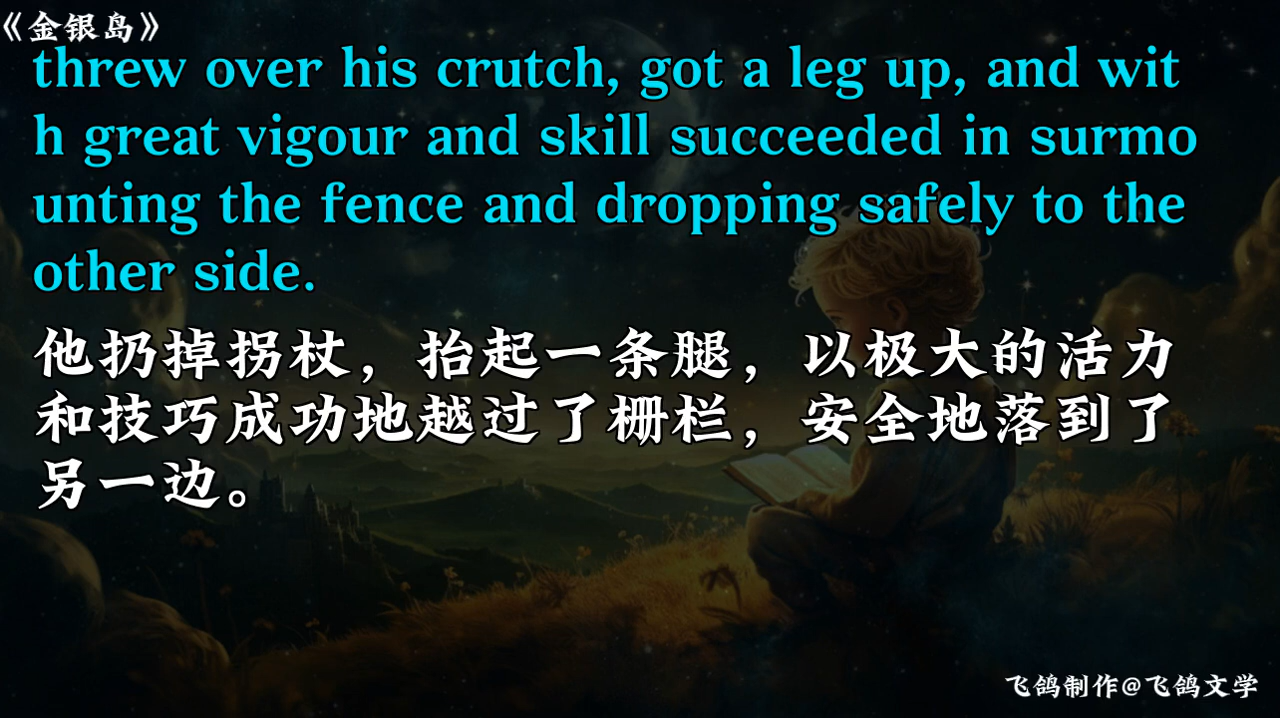 《金银岛》
threw over his crutch, got a leg up, and wit
h great vigour and skill succeeded in surmo
unting the fence and dropping safely to the
other side.
他扔掉拐杖，抬起一条腿，以极大的活力
和技巧成功地越过了栅栏，安全地落到了
另一边。
飞鸽制作@飞鸽文学